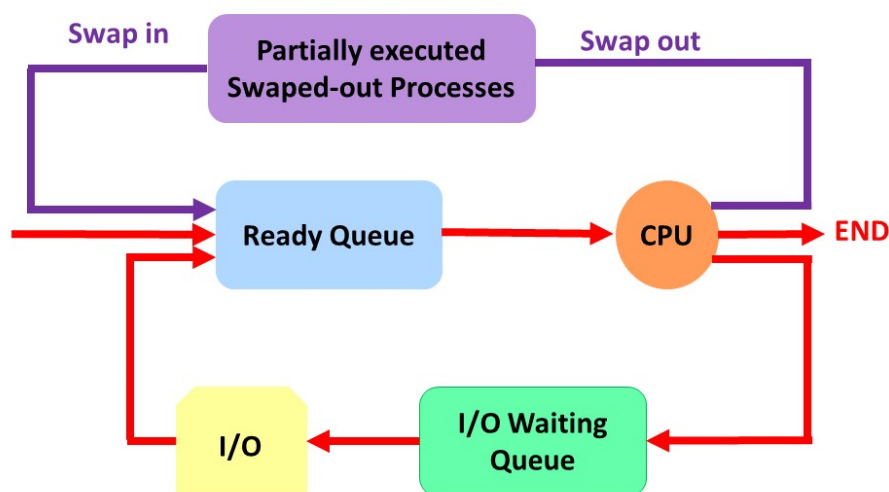 Swap in
Partially executed
Swaped-out Processes
Swap out
Ready Queue
CPU
END
I/O
I/O Waiting
Queue